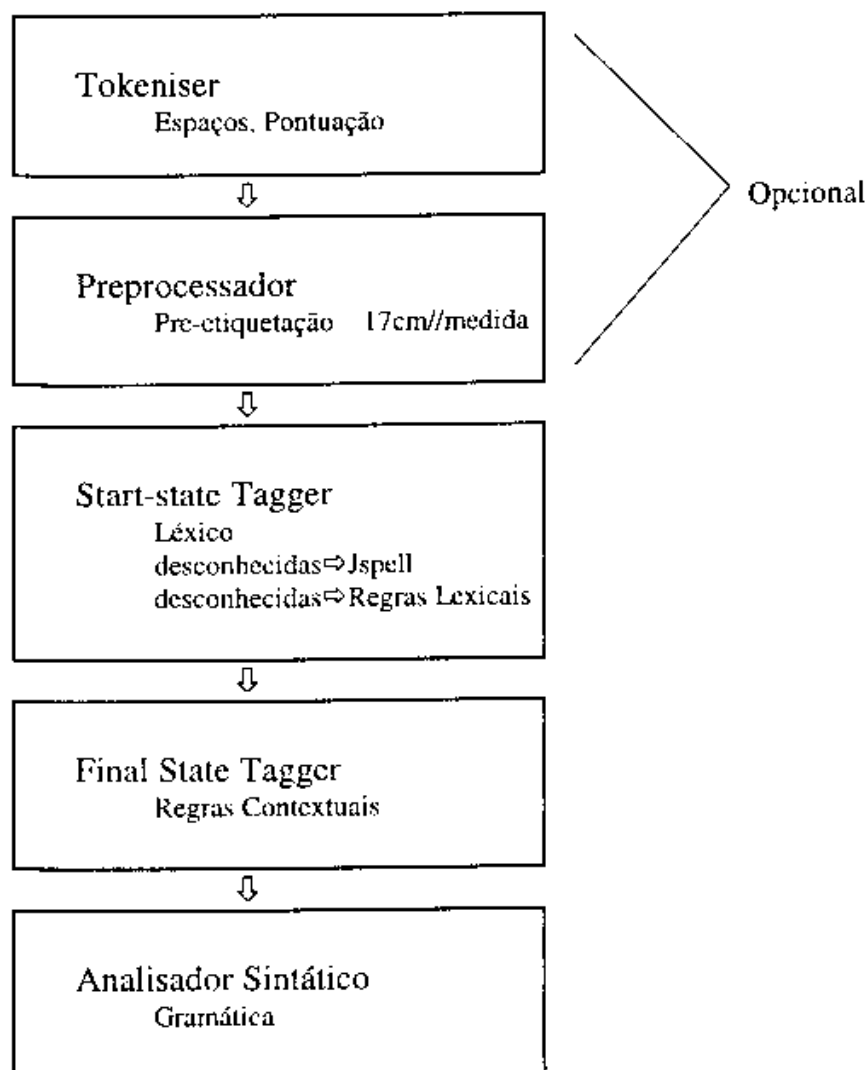 Tokeniser
Espaços, Pontuação
⇩
Opcional
Preprocessador
Pre-etiquetação 17cm//medida
⇩
Start-state Tagger
Léxico
desconhecidas⇨Jspell
desconhecidas⇨Regras Lexicais
⇩
Final State Tagger
Regras Contextuais
⇩
Analisador Sintático
Gramática